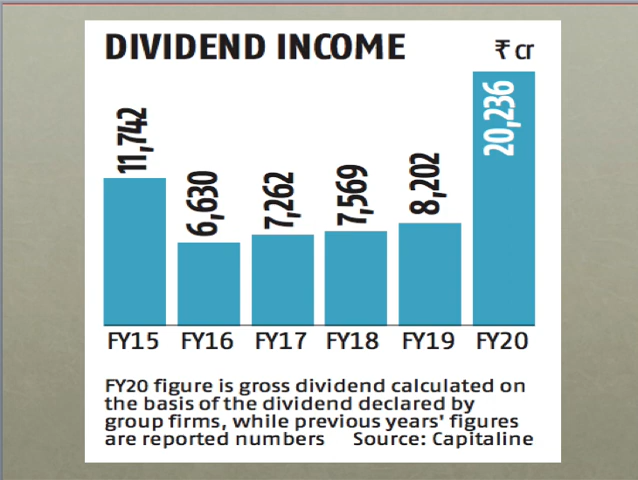 DIVIDEND INCOME ₹ cr
11,742 6,630 7,262 7,569 8,202 20,236
FY15 FY16 FY17 FY18 FY19 FY20
FY20 figure is gross dividend calculated on
the basis of the dividend declared by
group firms, while previous years' figures
are reported numbers Source: Capitaline